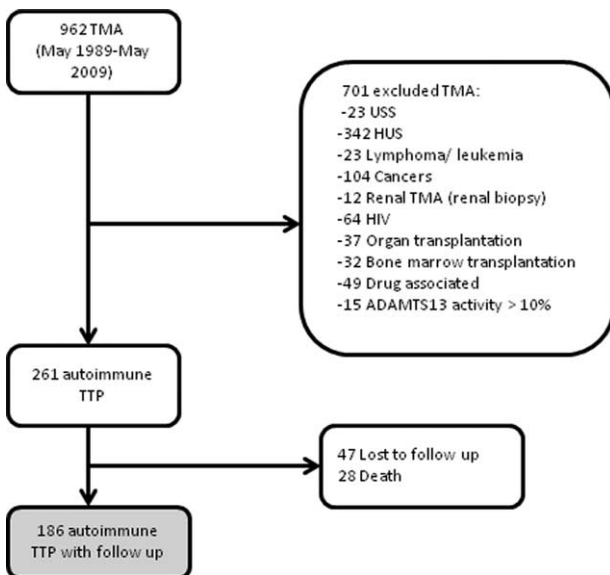 962 TMA
(May 1989-May
2009)
701 excluded TMA:
-23 USS
-342 HUS
-23 Lymphoma/ leukemia
-104 Cancers
-12 Renal TMA (renal biopsy)
-64 HIV
-37 Organ transplantation
-32 Bone marrow transplantation
-49 Drug associated
-15 ADAMTS13 activity > 10%
261 autoimmune
TTP
47 Lost to follow up
28 Death
186 autoimmune
TTP with follow up